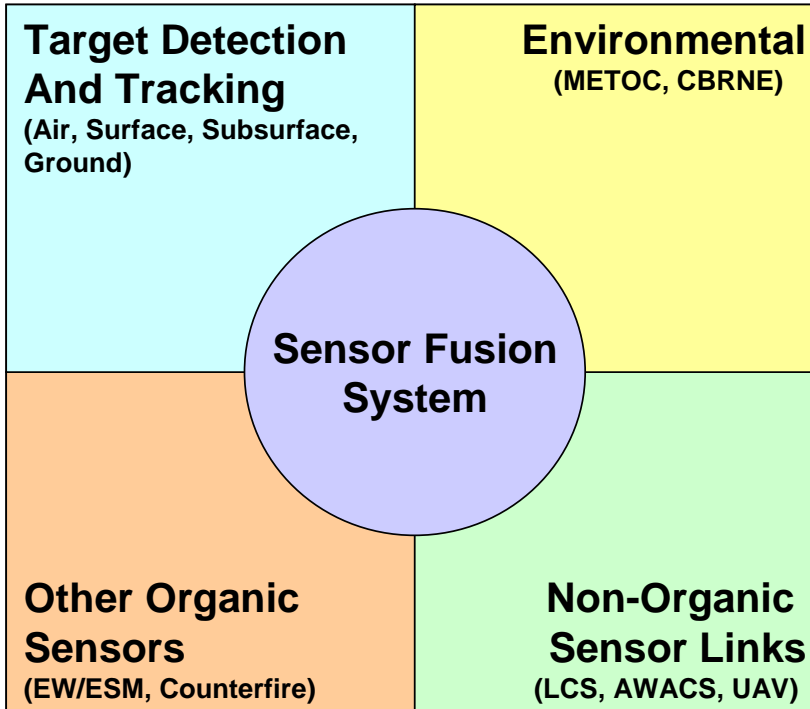 Target Detection
And Tracking
(Air, Surface, Subsurface,
Ground)
Environmental
(METOC, CBRNE)
Sensor Fusion
System
Other Organic
Sensors
(EW/ESM, Counterfire)
Non-Organic
Sensor Links
(LCS, AWACS, UAV)